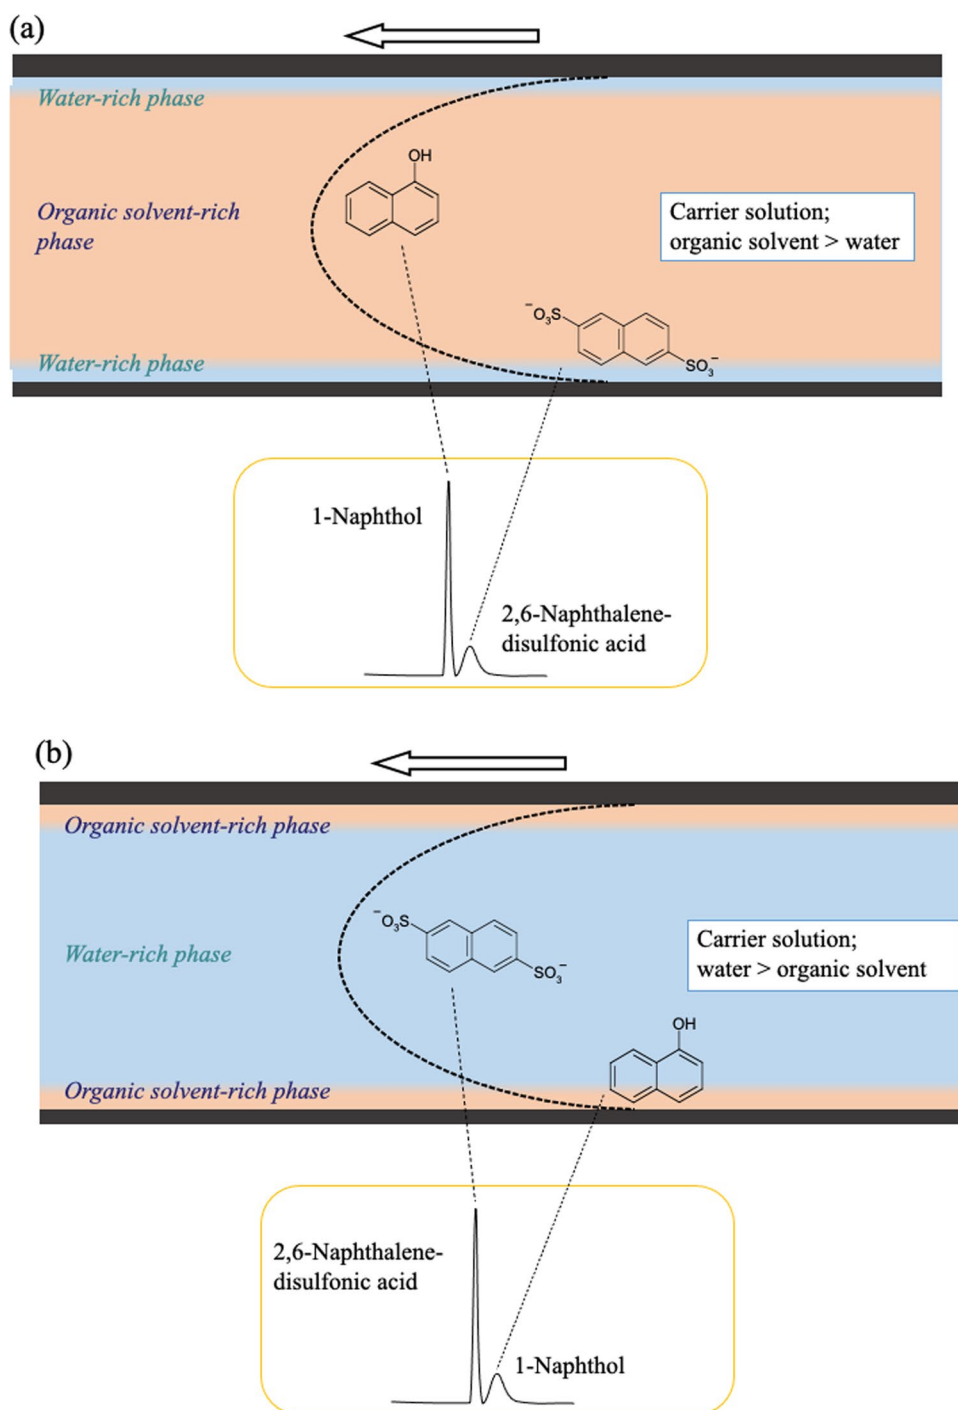 (a)
Water-rich phase
OH
Organic solvent-rich
phase
Carrier solution;
organic solvent > water
⁻O₃S
Water-rich phase
SO₃⁻
1-Naphthol
2,6-Naphthalene-
disulfonic acid
(b)
Organic solvent-rich phase
⁻O₃S
Water-rich phase
Carrier solution;
water > organic solvent
SO₃⁻
OH
Organic solvent-rich phase
2,6-Naphthalene-
disulfonic acid
1-Naphthol